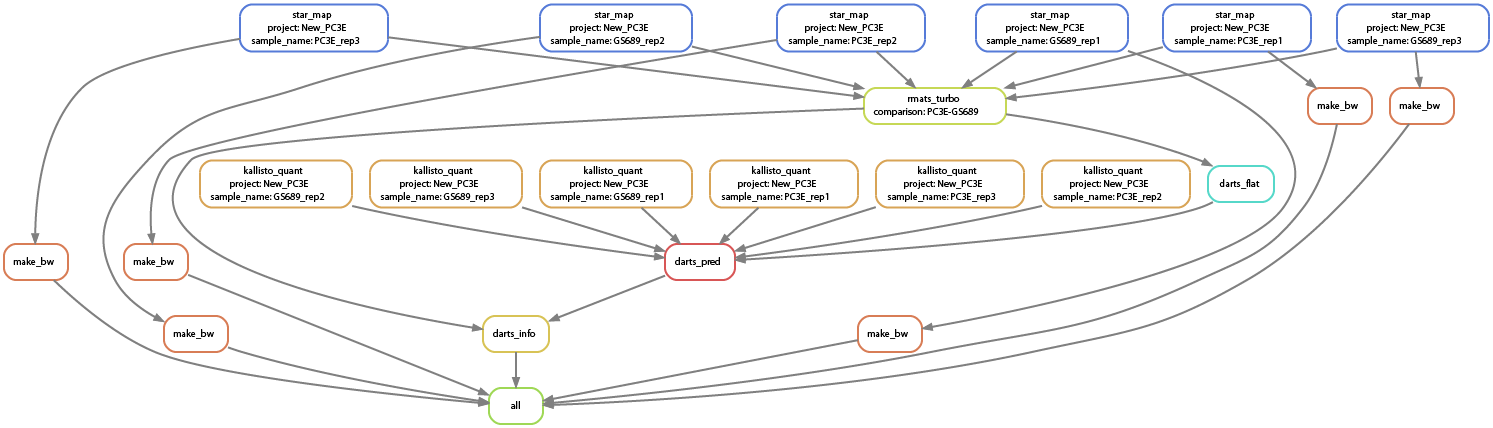 star_map
project: New_PC3E
sample_name: PC3E_rep3
star_map
project: New_PC3E
sample_name: GS689_rep2
star_map
project: New_PC3E
sample_name: PC3E_rep2
star_map
project: New_PC3E
sample_name: GS689_rep1
star_map
project: New_PC3E
sample_name: PC3E_rep1
star_map
project: New_PC3E
sample_name: GS689_rep3
rmats_turbo
comparison: PC3E-GS689
make_bw
make_bw
kallisto_quant
project: New_PC3E
sample_name: GS689_rep2
kallisto_quant
project: New_PC3E
sample_name: GS689_rep3
kallisto_quant
project: New_PC3E
sample_name: GS689_rep1
kallisto_quant
project: New_PC3E
sample_name: PC3E_rep1
kallisto_quant
project: New_PC3E
sample_name: PC3E_rep3
kallisto_quant
project: New_PC3E
sample_name: PC3E_rep2
darts_flat
make_bw
make_bw
darts_pred
make_bw
darts_info
make_bw
all